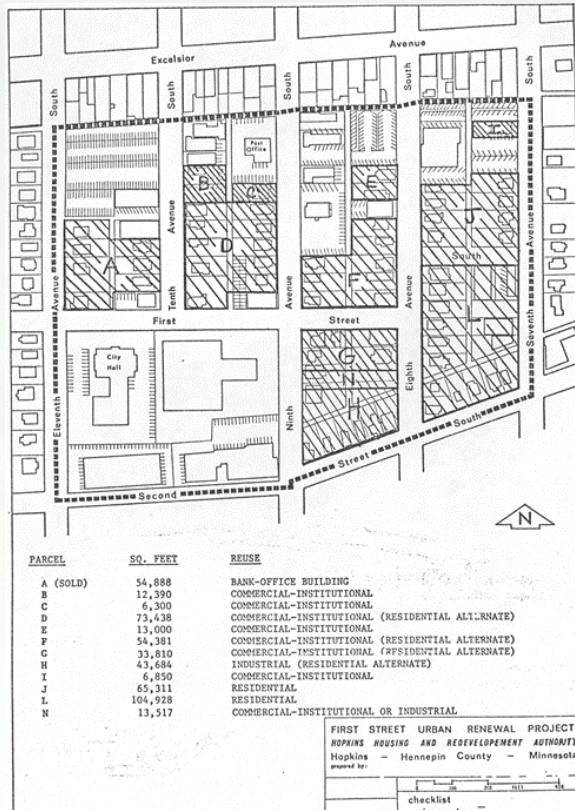 Excelsior Avenue
South South South South South
Post Office
B C E I
Avenue
A D F J
South
Eleventh Avenue
Tenth
Ninth Avenue
Eighth Avenue
Seventh Avenue
First Street
City Hall
G
N
H
L
Second Street South
N
PARCEL SQ. FEET REUSE
A (SOLD) 54,888 BANK-OFFICE BUILDING
B 12,390 COMMERCIAL-INSTITUTIONAL
C 6,300 COMMERCIAL-INSTITUTIONAL
D 73,438 COMMERCIAL-INSTITUTIONAL (RESIDENTIAL ALTERNATE)
E 13,000 COMMERCIAL-INSTITUTIONAL
F 54,381 COMMERCIAL-INSTITUTIONAL (RESIDENTIAL ALTERNATE)
G 33,810 COMMERCIAL-INSTITUTIONAL (RESIDENTIAL ALTERNATE)
H 43,684 INDUSTRIAL (RESIDENTIAL ALTERNATE)
I 6,850 COMMERCIAL-INSTITUTIONAL
J 65,311 RESIDENTIAL
L 104,928 RESIDENTIAL
N 13,517 COMMERCIAL-INSTITUTIONAL OR INDUSTRIAL
FIRST STREET URBAN RENEWAL PROJECT
HOPKINS HOUSING AND REDEVELOPEMENT AUTHORITY
Hopkins — Hennepin County — Minnesota
prepared by:
FEET
checklist